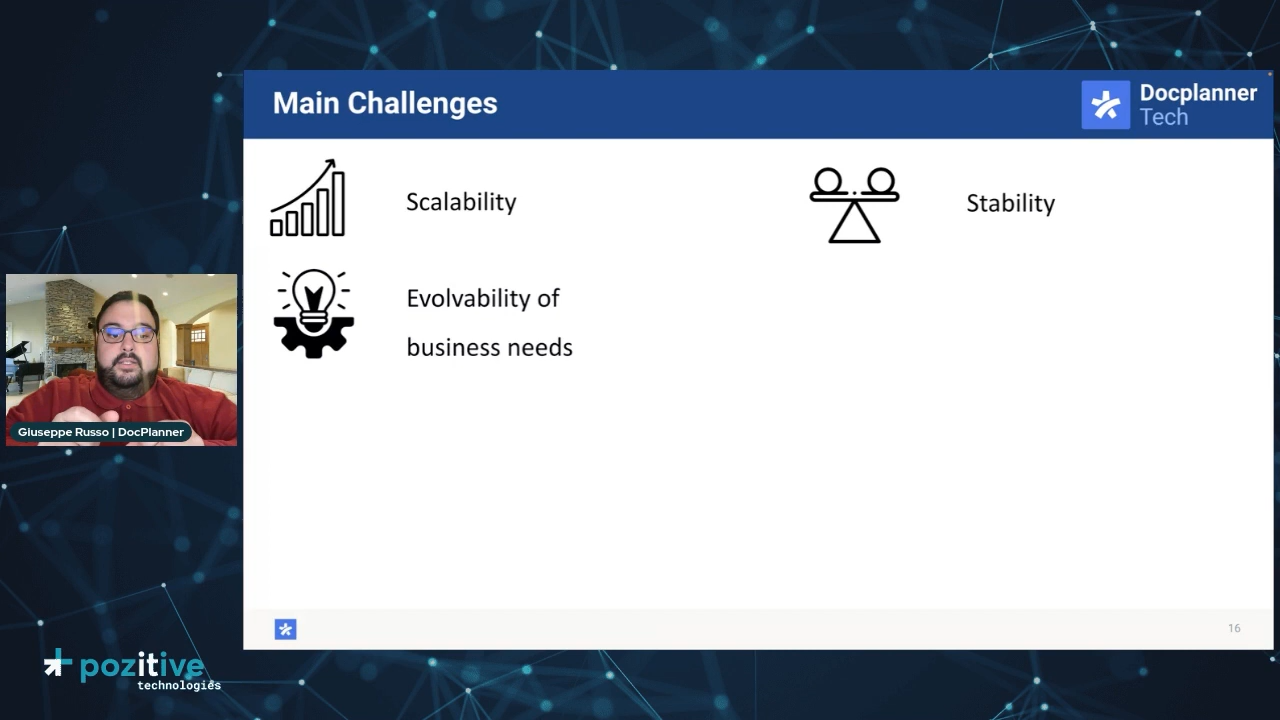 Main Challenges
Docplanner
Tech
Scalability
Stability
Evolvability of
business needs
Giuseppe Russo | DocPlanner
16
pozitive
technologies